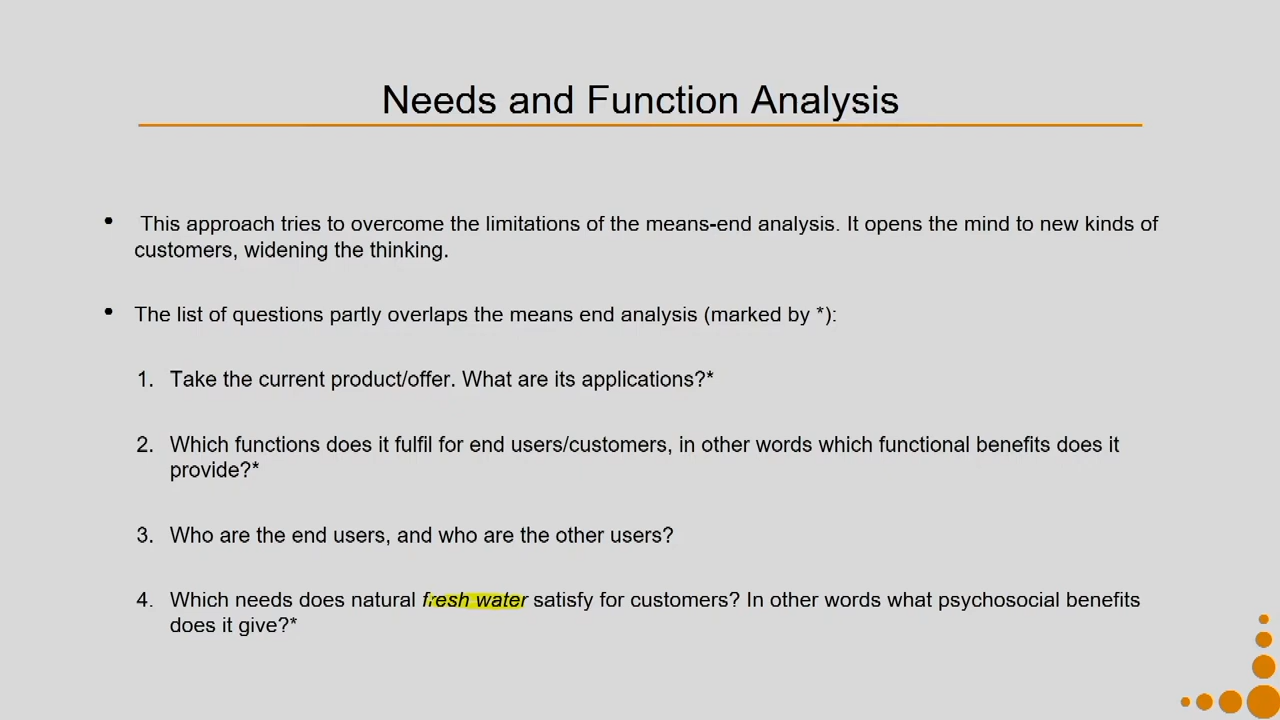 Needs and Function Analysis
• This approach tries to overcome the limitations of the means-end analysis. It opens the mind to new kinds of
customers, widening the thinking.
• The list of questions partly overlaps the means end analysis (marked by *):
1. Take the current product/offer. What are its applications?*
2. Which functions does it fulfil for end users/customers, in other words which functional benefits does it
provide?*
3. Who are the end users, and who are the other users?
4. Which needs does natural fresh water satisfy for customers? In other words what psychosocial benefits
does it give?*